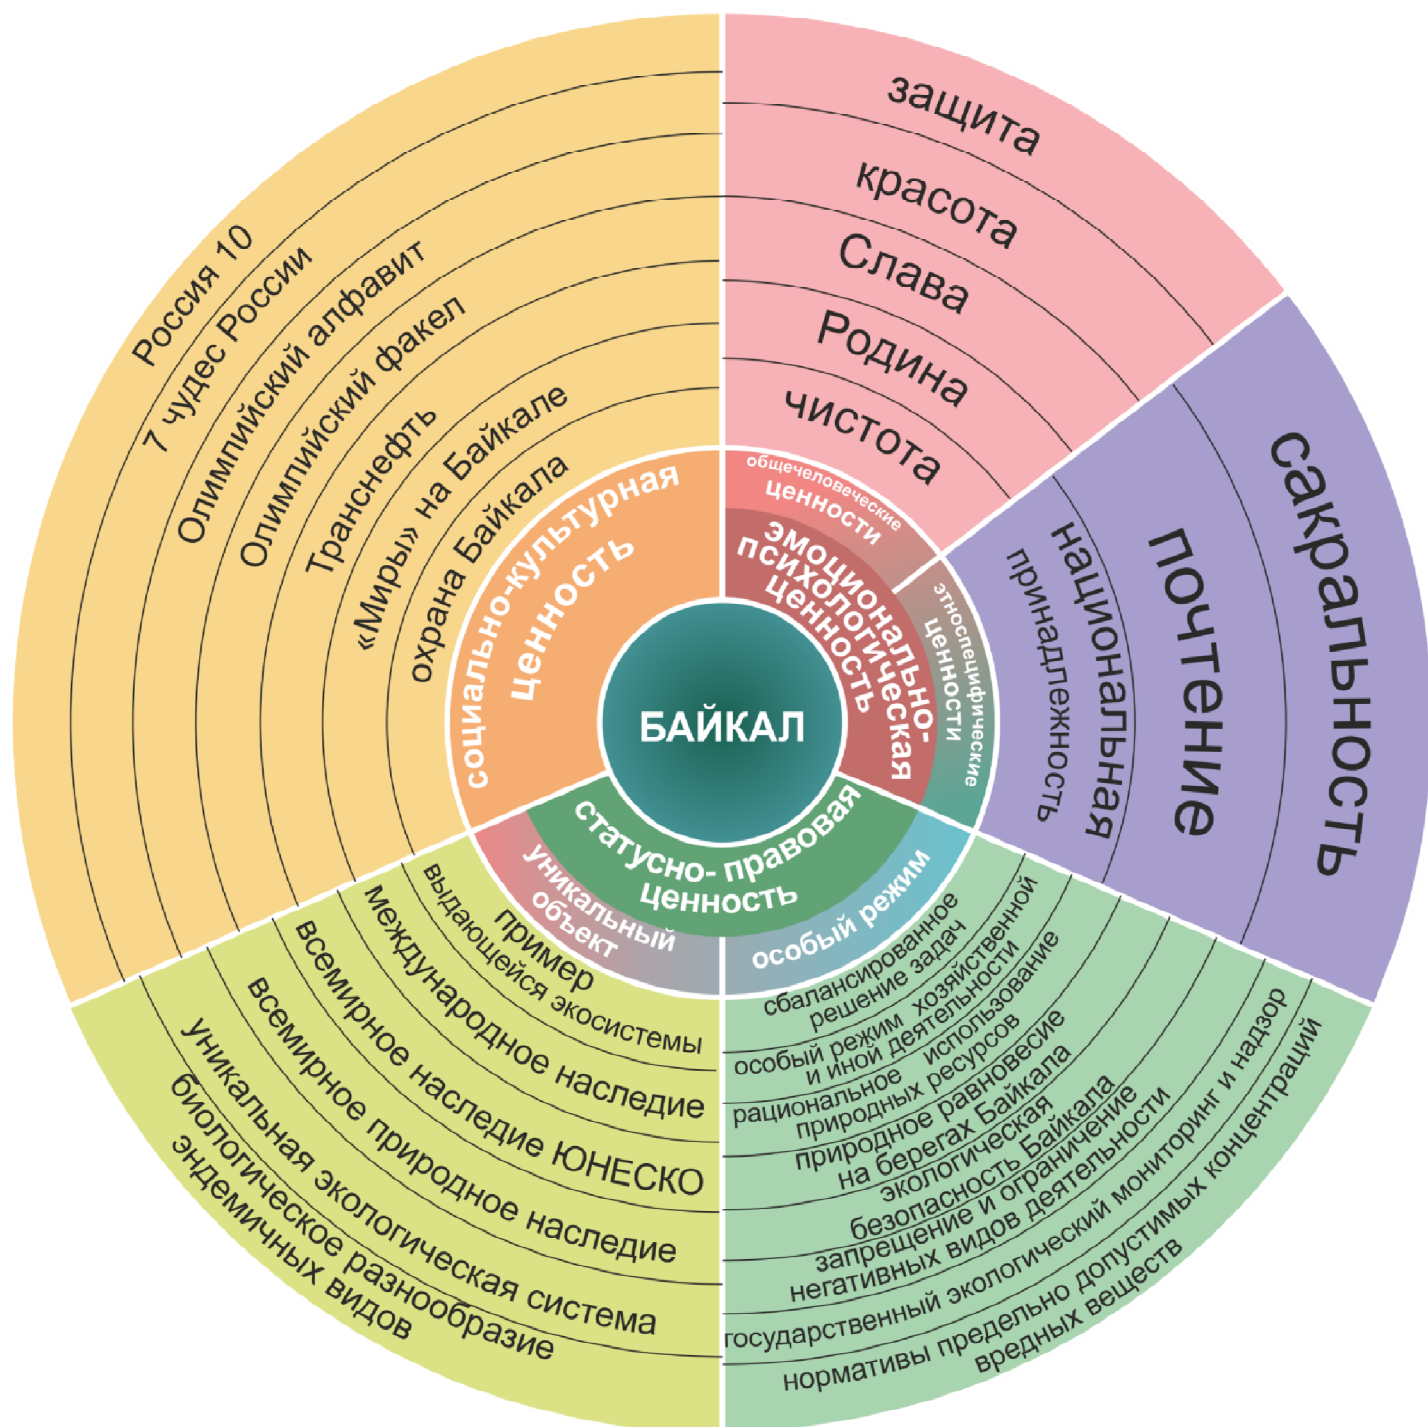 БАЙКАЛ
социально-культурная
ценность
Россия 10
7 чудес России
Олимпийский алфавит
Олимпийский факел
Транснефть
«Миры» на Байкале
охрана Байкала
эмоционально-
психологическая
ценность
общечеловеческие
ценности
защита
красота
Слава
Родина
чистота
этноспецифические
ценности
сакральность
почтение
национальная
принадлежность
статусно- правовая
ценность
особый режим
сбалансированное
решение задач
особый режим хозяйственной
и иной деятельности
рациональное использование
природных ресурсов
природное равновесие
на берегах Байкала
экологическая
безопасность Байкала
запрещение и ограничение
негативных видов деятельности
государственный экологический мониторинг и надзор
нормативы предельно допустимых концентраций
вредных веществ
уникальный
объект
пример
выдающейся экосистемы
международное наследие
всемирное наследие ЮНЕСКО
всемирное природное наследие
уникальная экологическая система
биологическое разнообразие
эндемичных видов